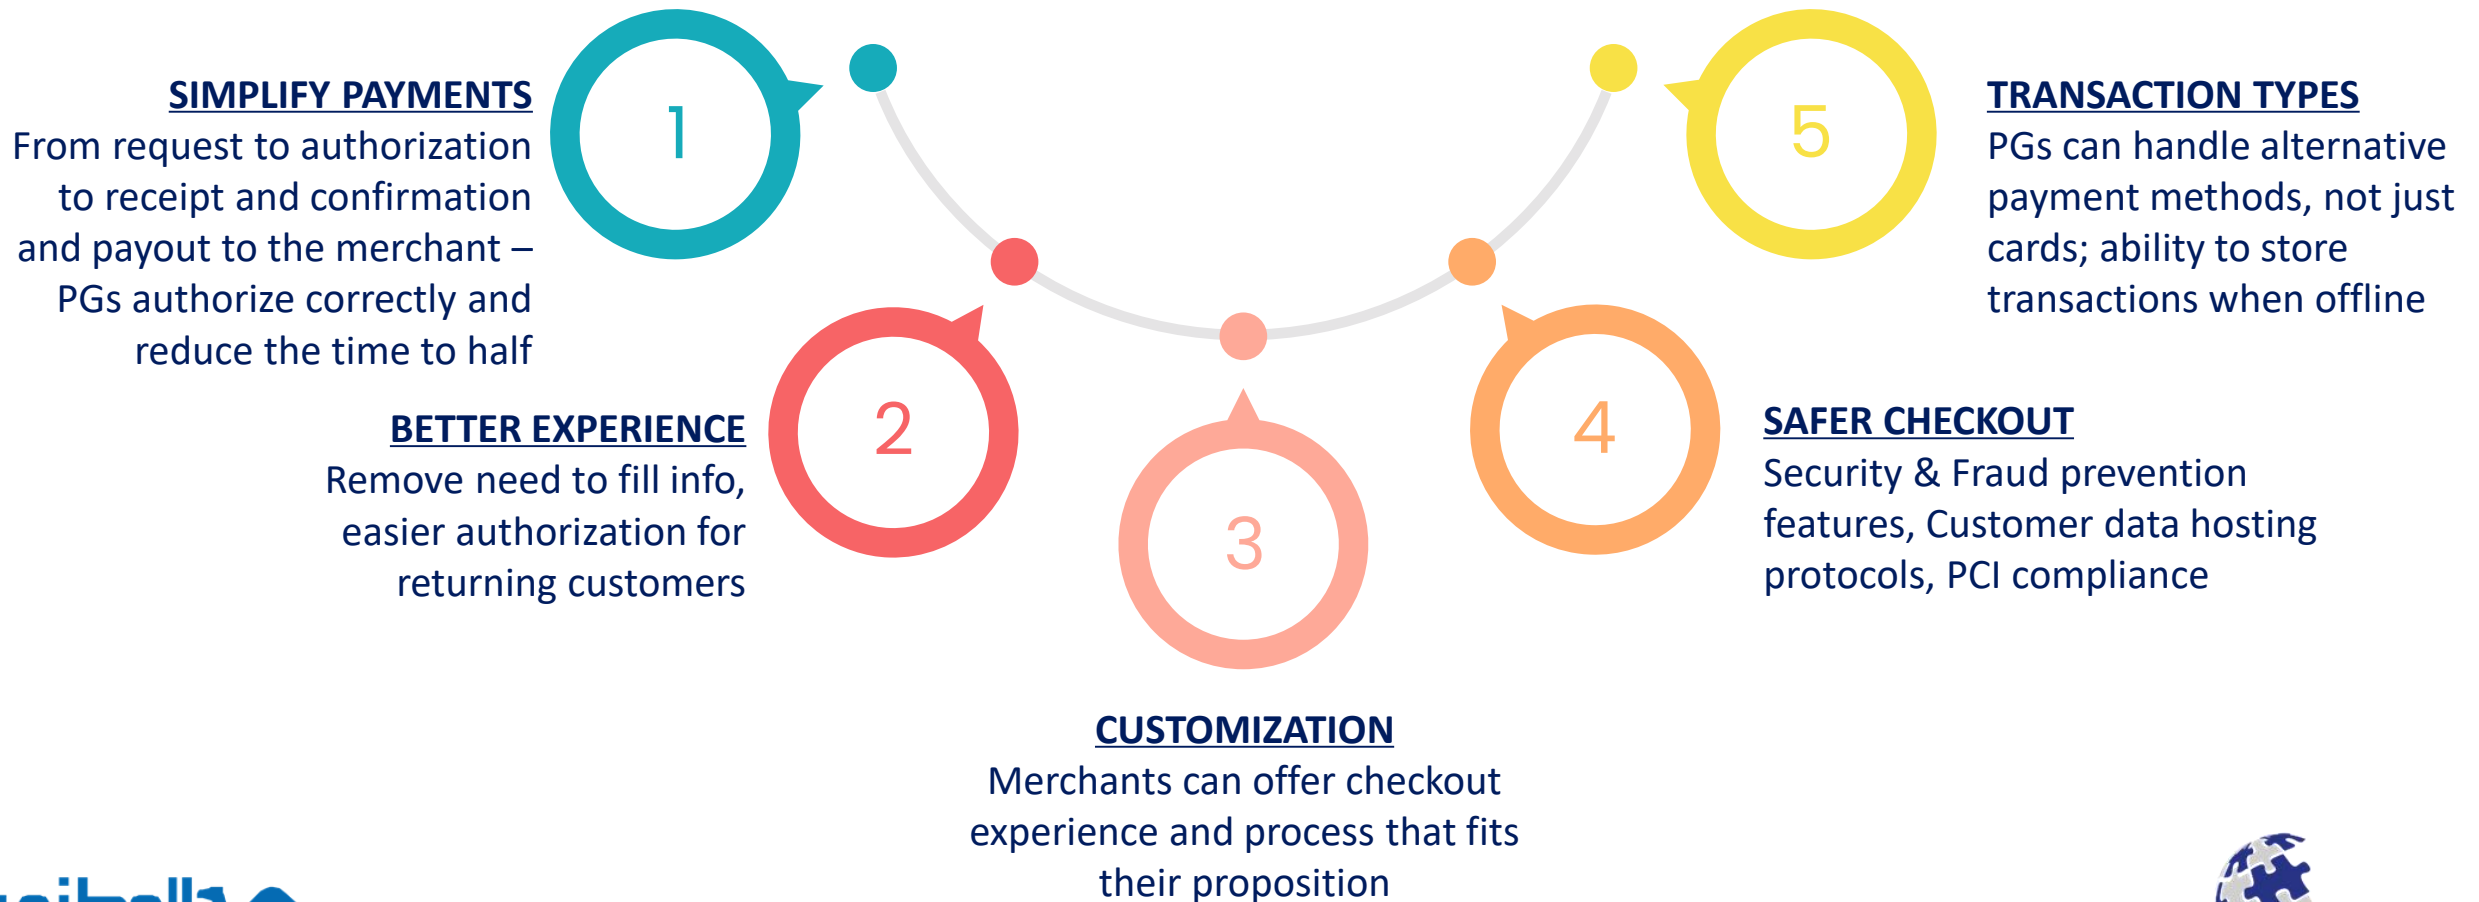 1
SIMPLIFY PAYMENTS
From request to authorization
to receipt and confirmation
and payout to the merchant –
PGs authorize correctly and
reduce the time to half
2
BETTER EXPERIENCE
Remove need to fill info,
easier authorization for
returning customers
3
CUSTOMIZATION
Merchants can offer checkout
experience and process that fits
their proposition
4
SAFER CHECKOUT
Security & Fraud prevention
features, Customer data hosting
protocols, PCI compliance
5
TRANSACTION TYPES
PGs can handle alternative
payment methods, not just
cards; ability to store
transactions when offline